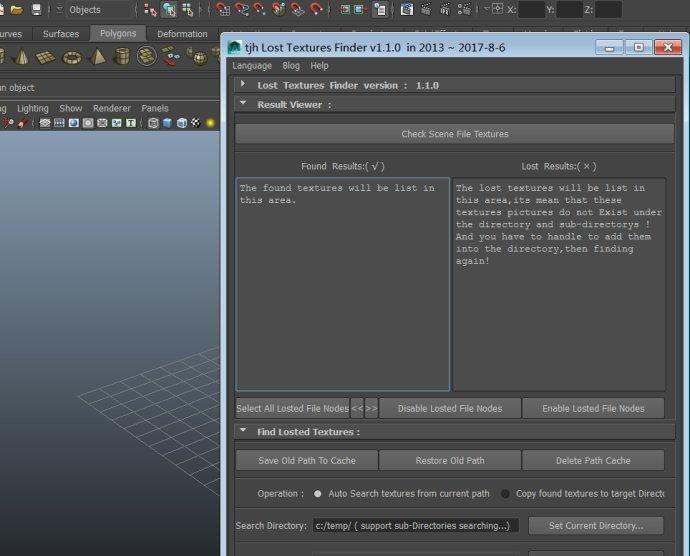 Objects
X:
Y:
Z:
Surfaces
Polygons
Deformation
tjh Lost Textures Finder v1.1.0 in 2013 ~ 2017-8-6
Language Blog Help
Lost Textures Finder version : 1.1.0
Lighting Show Renderer Panels
Result Viewer :
Check Scene File Textures
Found Results:( √ )
Lost Results:( × )
The found textures will be list in
this area.
The lost textures will be list in
this area,its mean that these
textures pictures do not Exist under
the directory and sub-directorys !
And you have to handle to add them
into the directory,then finding
again!
Select All Losted File Nodes
<<
>>
Disable Losted File Nodes
Enable Losted File Nodes
Find Losted Textures :
Save Old Path To Cache
Restore Old Path
Delete Path Cache
Operation : Auto Search textures from current path Copy found textures to target Directo
Search Directory: c:/temp/ ( support sub-Directories searching...) Set Current Directory...